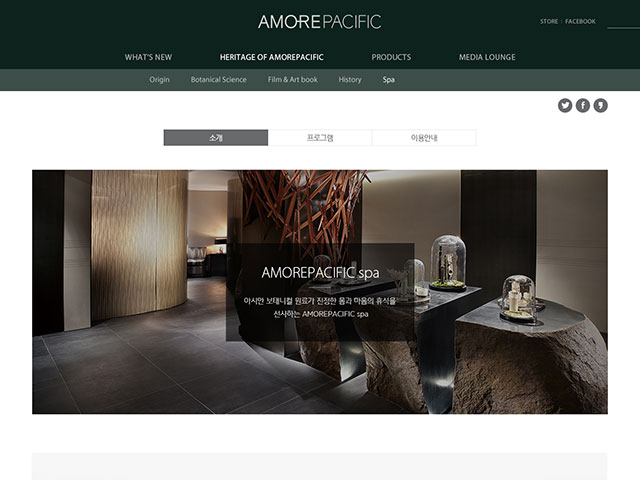 AMOREPACIFIC
STORE | FACEBOOK
WHAT'S NEW HERITAGE OF AMOREPACIFIC PRODUCTS MEDIA LOUNGE
Origin Botanical Science Film & Art book History Spa
소개 프로그램 이용안내
AMOREPACIFIC spa
아시안 보태니컬 원료가 진정한 몸과 마음의 휴식을
선사하는 AMOREPACIFIC spa